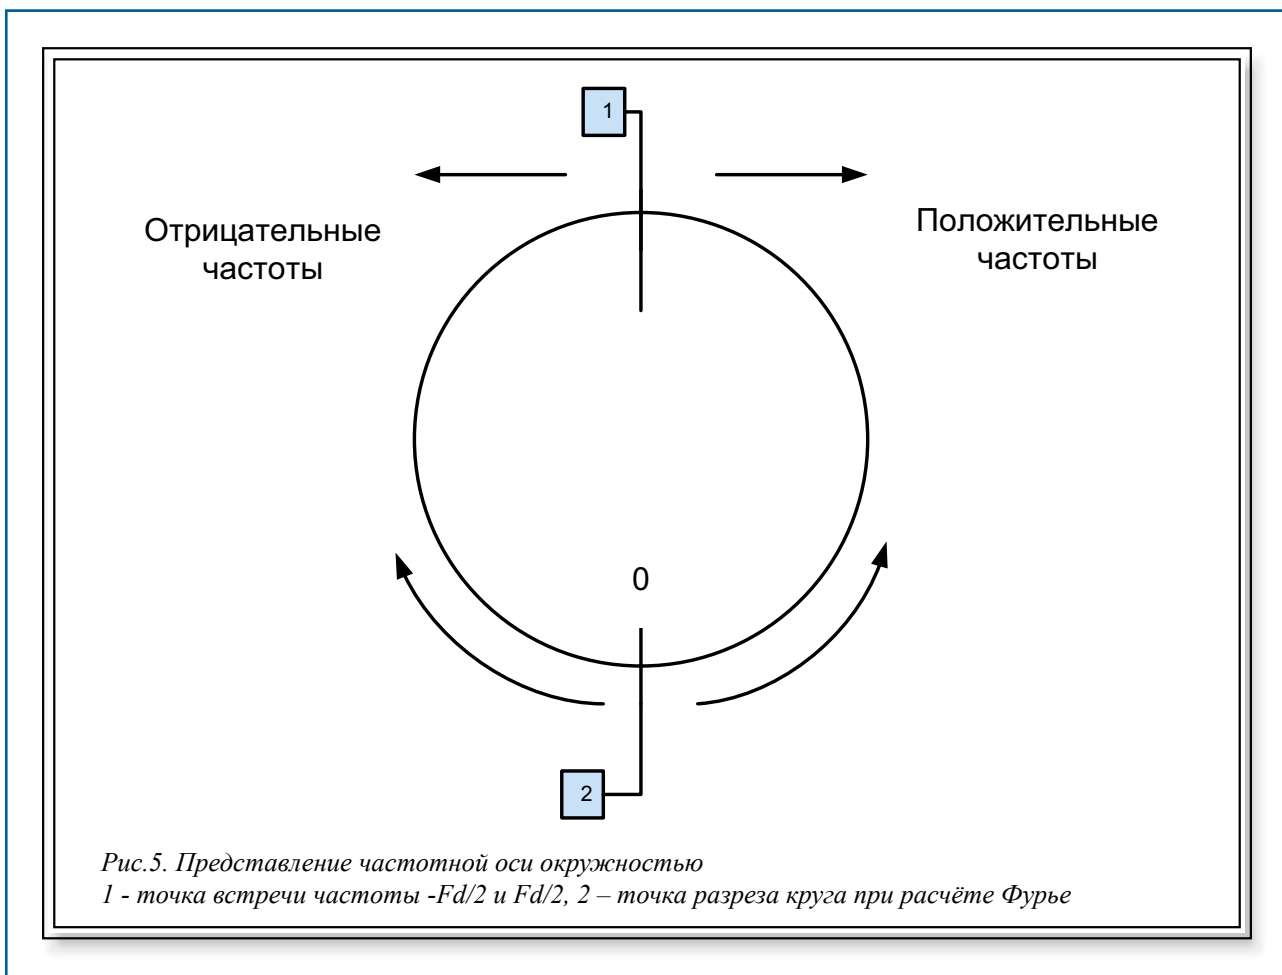 1
Отрицательные
частоты
Положительные
частоты
0
2
Рис.5. Представление частотной оси окружностью
1 - точка встречи частоты -Fd/2 и Fd/2, 2 – точка разреза круга при расчёте Фурье